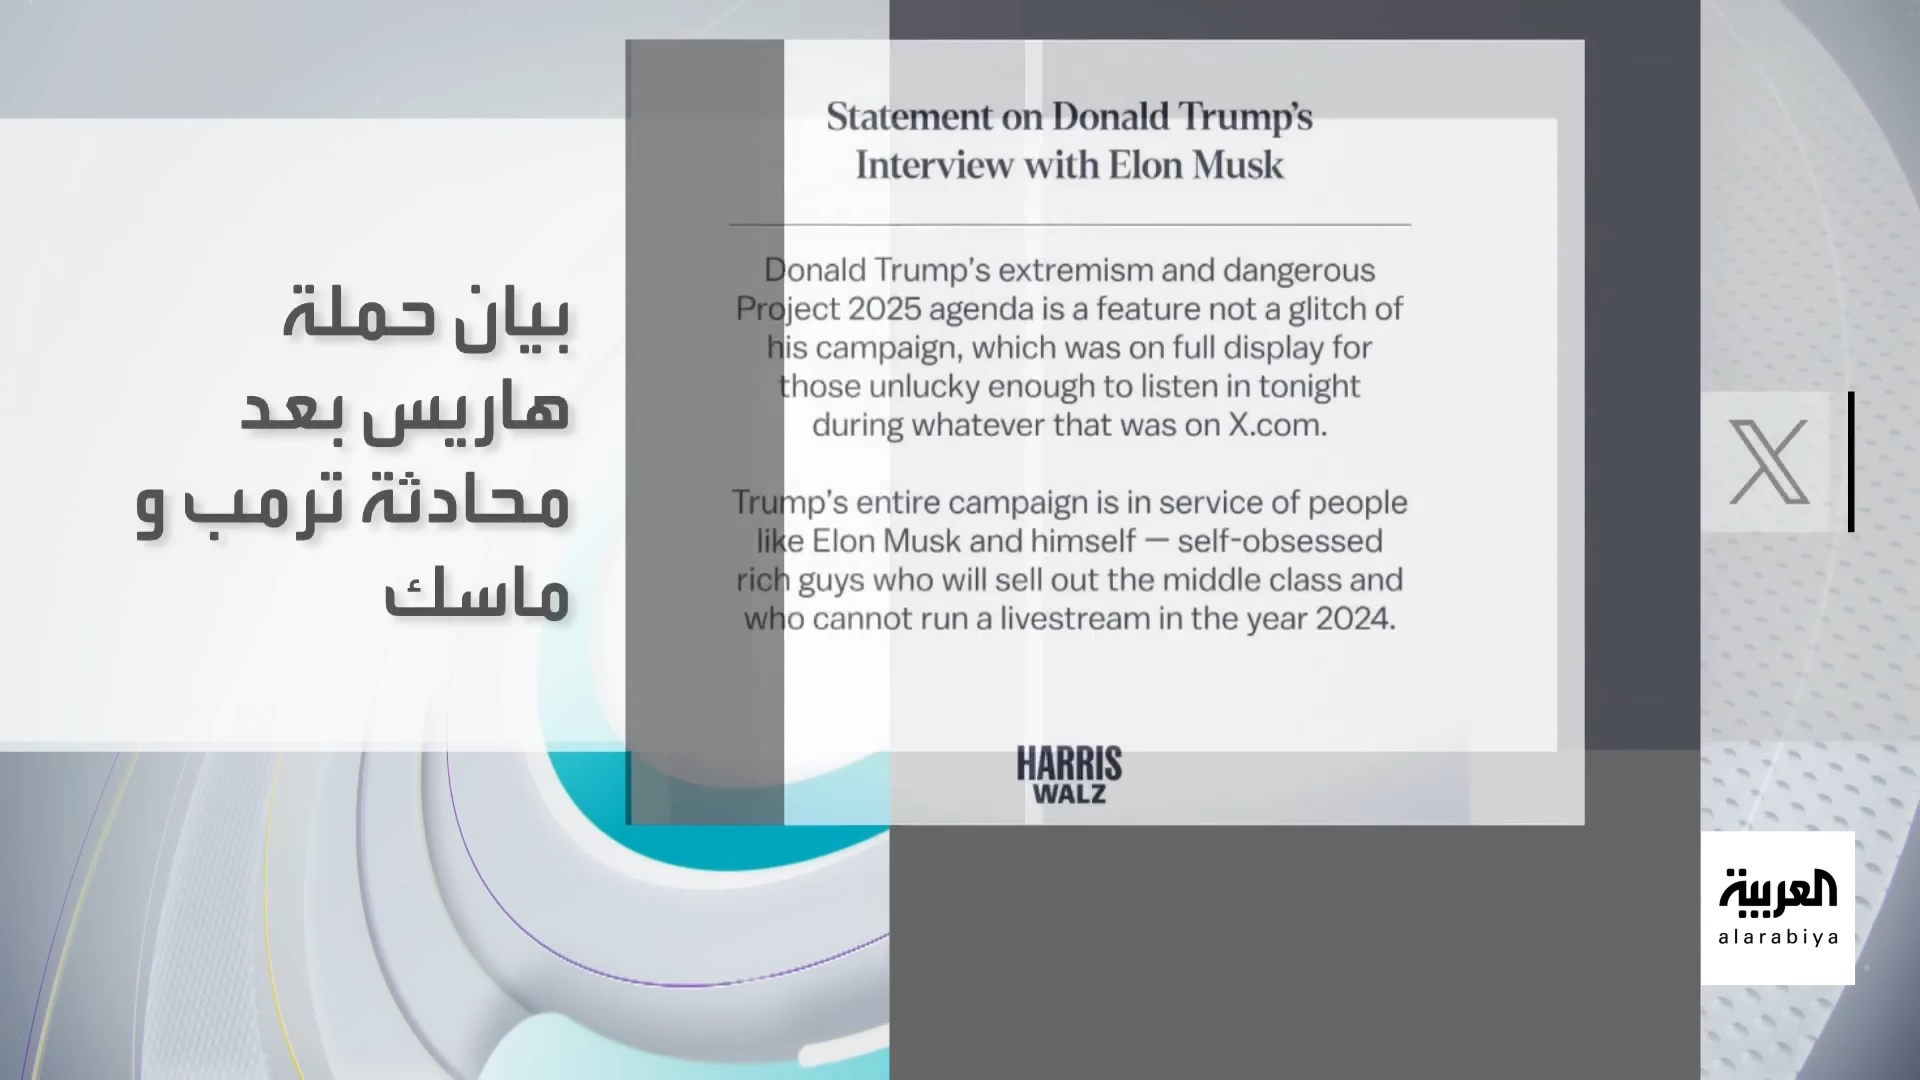 بيان حملة
هاريس بعد
محادثة ترمب و
ماسك
Statement on Donald Trump's
Interview with Elon Musk
Donald Trump's extremism and dangerous
Project 2025 agenda is a feature not a glitch of
his campaign, which was on full display for
those unlucky enough to listen in tonight
during whatever that was on X.com.
Trump's entire campaign is in service of people
like Elon Musk and himself — self-obsessed
rich guys who will sell out the middle class and
who cannot run a livestream in the year 2024.
HARRIS
WALZ
X
العربية
alarabiya